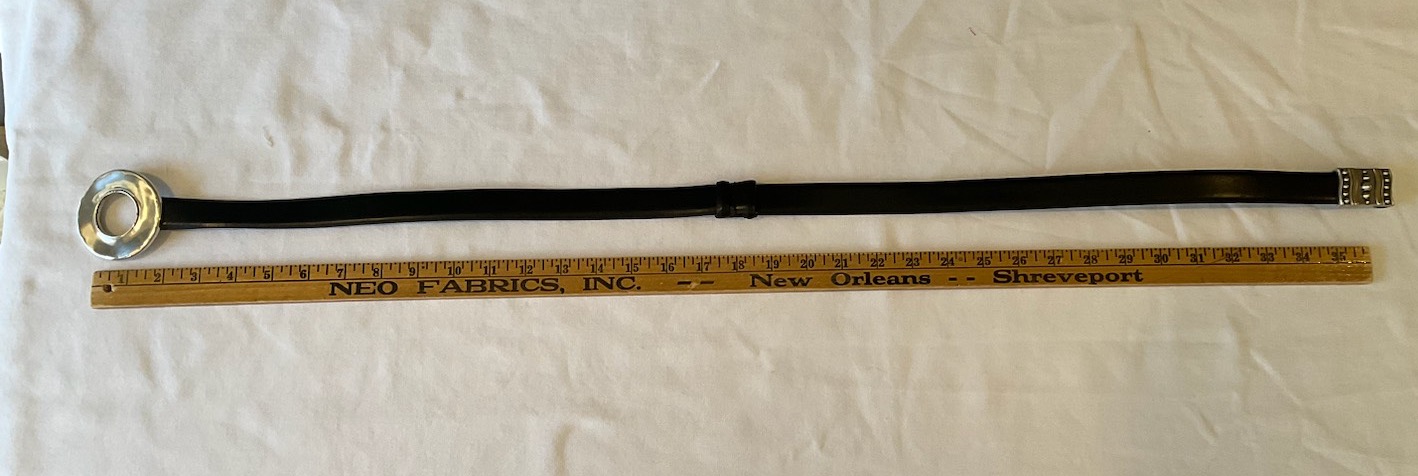 1 2 3 4 5 6 7 8 9 10 11 12 13 14 15 16 17 18 19 20 21 22 23 24 25 26 27 28 29 30 31 32 33 34 35
NEO FABRICS, INC. -- New Orleans -- Shreveport